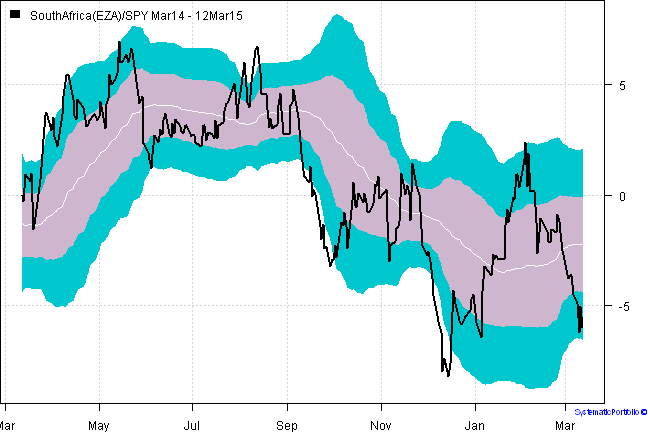 SouthAfrica(EZA)/SPY Mar14 - 12Mar15
5
0
-5
Mar May Jul Sep Nov Jan Mar
SystematicPortfolio ©